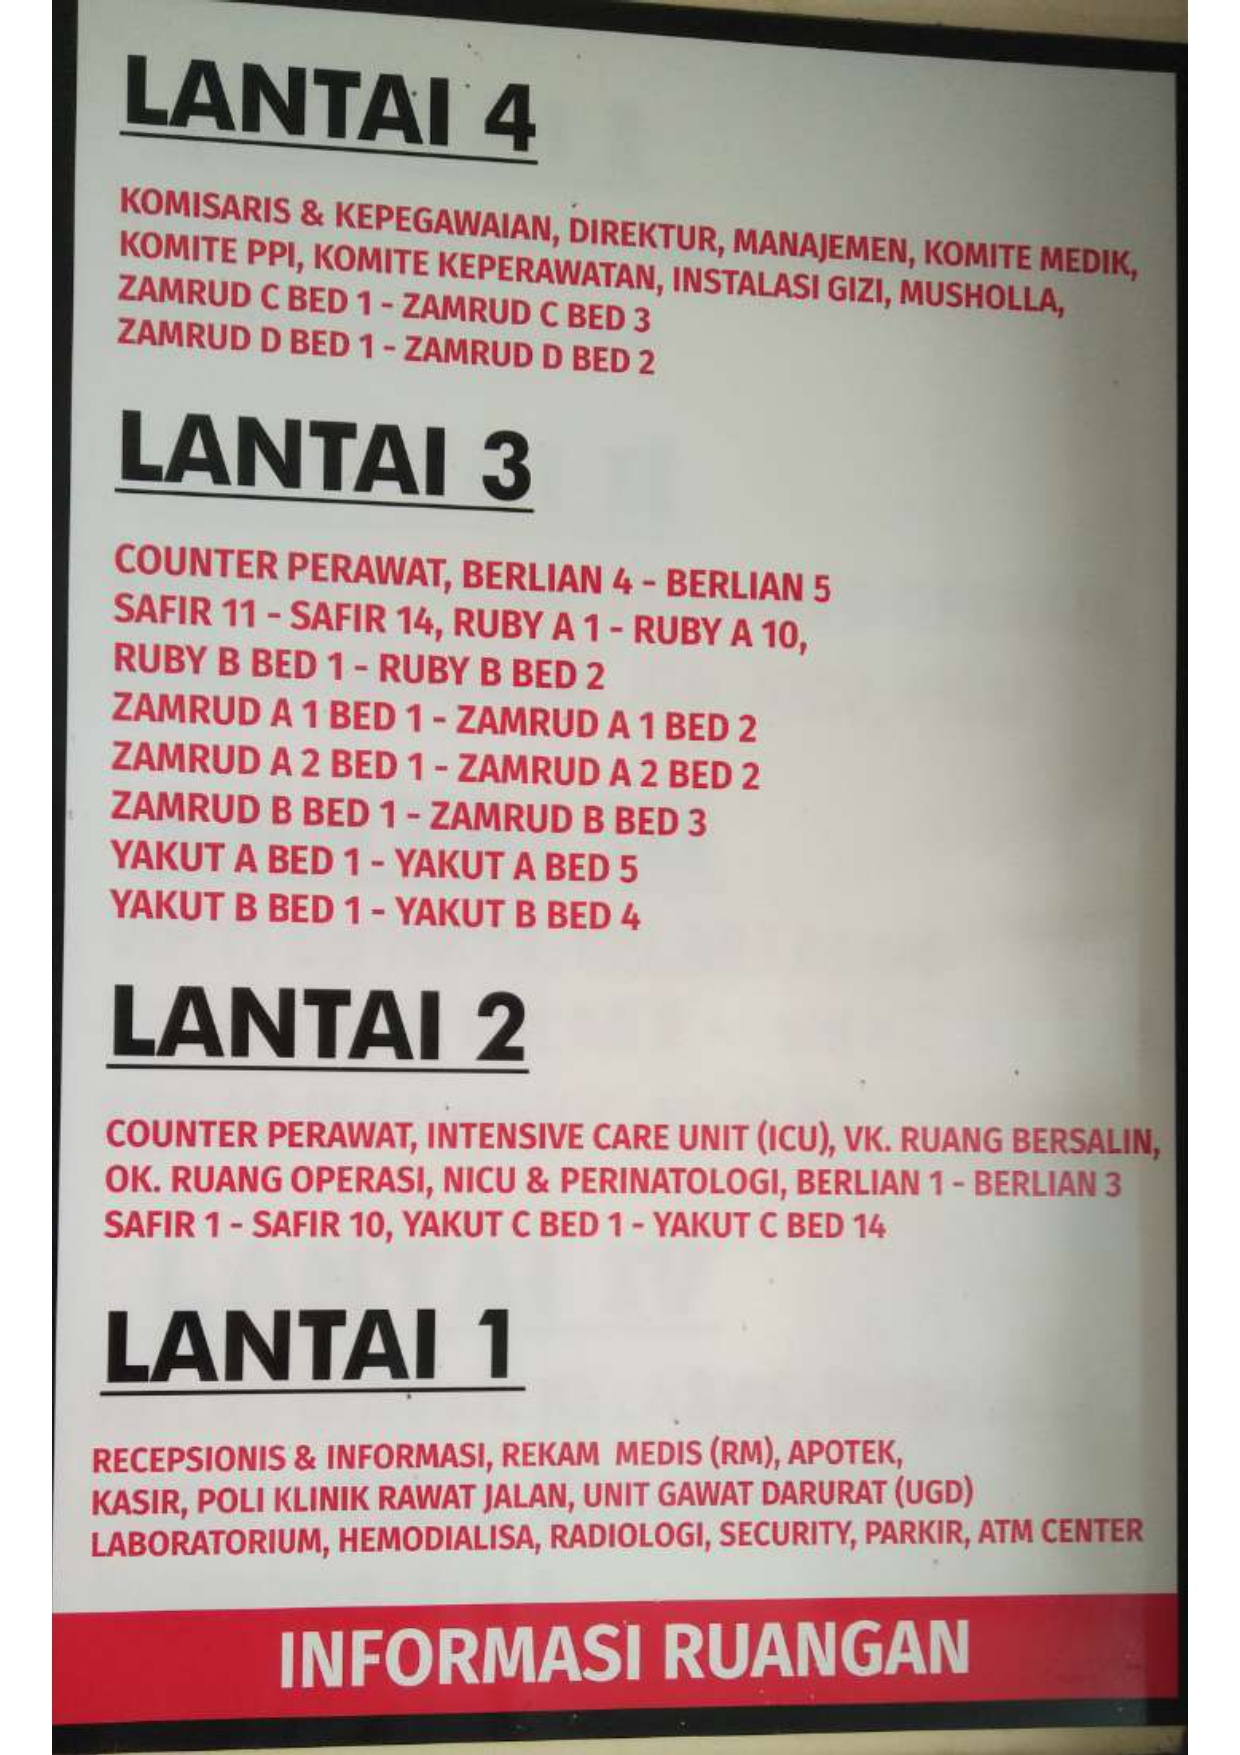 LANTAI 4
KOMISARIS & KEPEGAWAIAN, DIREKTUR, MANAJEMEN, KOMITE MEDIK,
KOMITE PPI, KOMITE KEPERAWATAN, INSTALASI GIZI, MUSHOLLA,
ZAMRUD C BED 1 - ZAMRUD C BED 3
ZAMRUD D BED 1 - ZAMRUD D BED 2
LANTAI 3
COUNTER PERAWAT, BERLIAN 4 - BERLIAN 5
SAFIR 11 - SAFIR 14, RUBY A 1 - RUBY A 10,
RUBY B BED 1 - RUBY B BED 2
ZAMRUD A 1 BED 1 - ZAMRUD A 1 BED 2
ZAMRUD A 2 BED 1 - ZAMRUD A 2 BED 2
ZAMRUD B BED 1 - ZAMRUD B BED 3
YAKUT A BED 1 - YAKUT A BED 5
YAKUT B BED 1 - YAKUT B BED 4
LANTAI 2
COUNTER PERAWAT, INTENSIVE CARE UNIT (ICU), VK. RUANG BERSALIN,
OK. RUANG OPERASI, NICU & PERINATOLOGI, BERLIAN 1 - BERLIAN 3
SAFIR 1 - SAFIR 10, YAKUT C BED 1 - YAKUT C BED 14
LANTAI 1
RECEPSIONIS & INFORMASI, REKAM MEDIS (RM), APOTEK,
KASIR, POLI KLINIK RAWAT JALAN, UNIT GAWAT DARURAT (UGD)
LABORATORIUM, HEMODIALISA, RADIOLOGI, SECURITY, PARKIR, ATM CENTER
INFORMASI RUANGAN